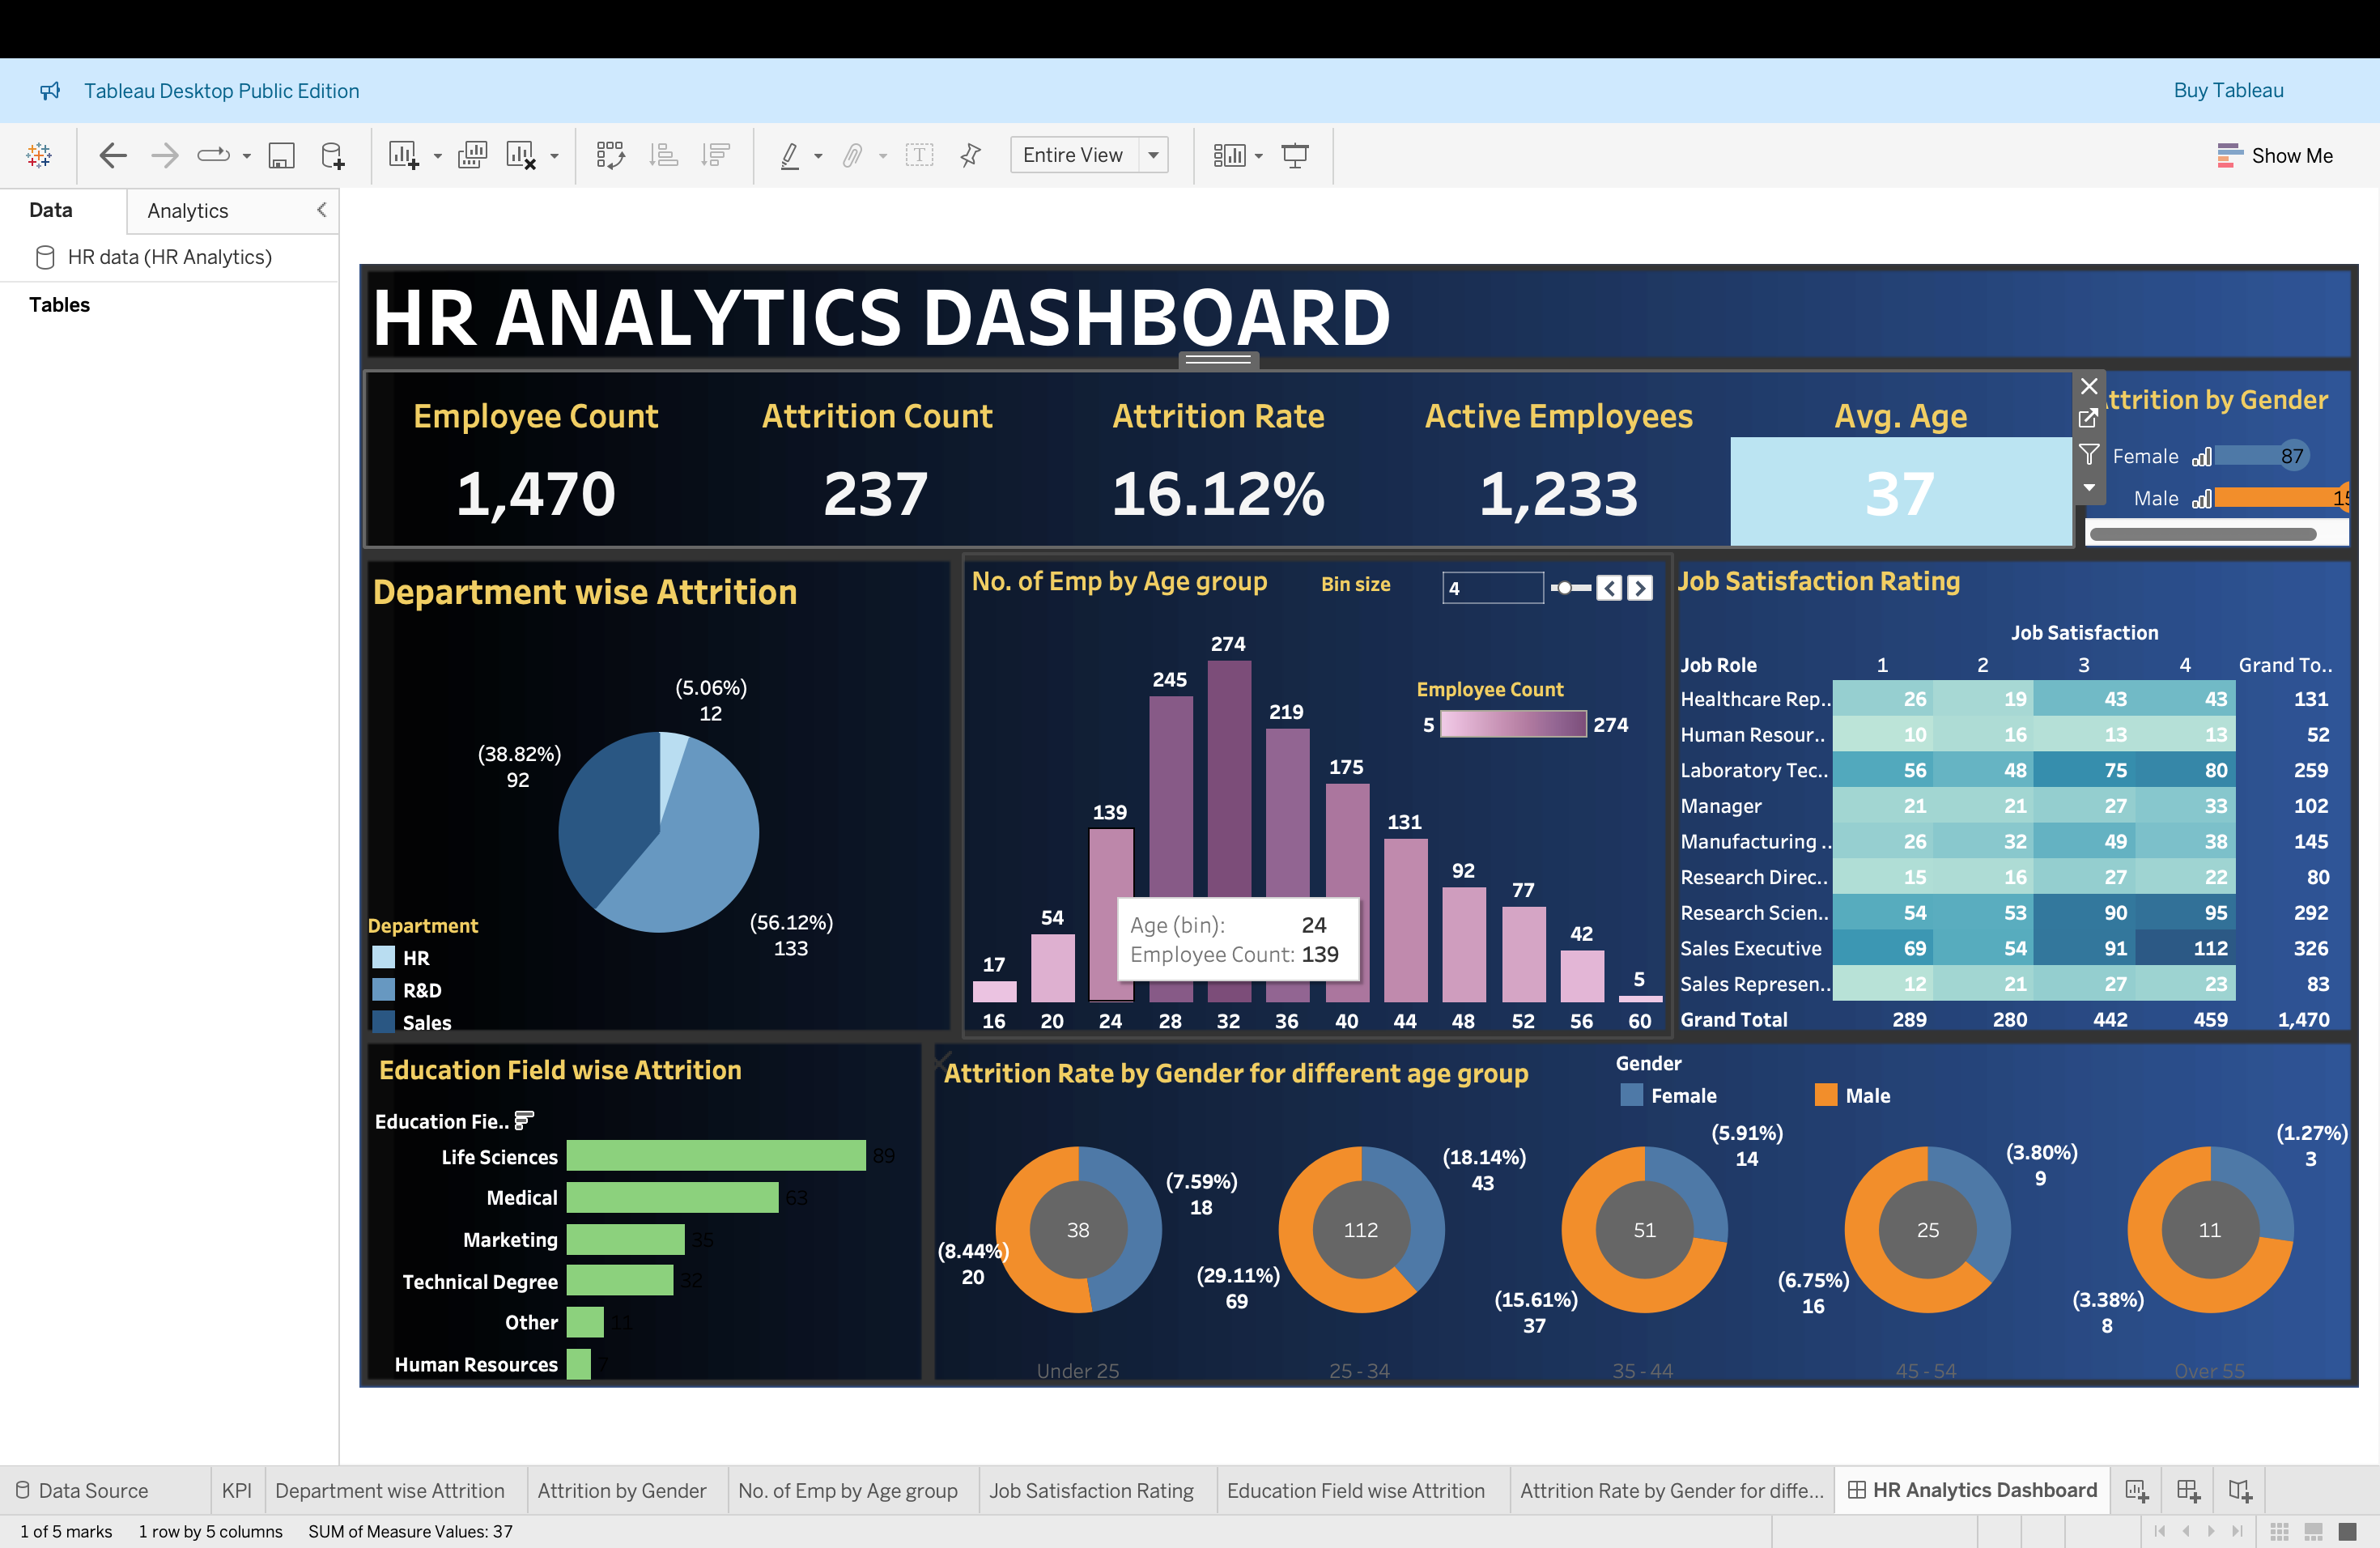 Tableau Desktop Public Edition
Buy Tableau
Entire View
Show Me
Data
Analytics
HR data (HR Analytics)
Tables
HR ANALYTICS DASHBOARD
Employee Count
Attrition Count
Attrition Rate
Active Employees
Avg. Age
1,470
237
16.12%
1,233
37
ttrition by Gender
Female
87
Male
Department wise Attrition
(5.06%)
12
(38.82%)
92
(56.12%)
133
Department
HR
R&D
Sales
No. of Emp by Age group
Bin size
4
Employee Count
5
274
17
54
139
245
274
219
175
131
92
77
42
5
Age (bin): 24
Employee Count: 139
16 20 24 28 32 36 40 44 48 52 56 60
Job Satisfaction Rating
Job Satisfaction
Job Role 1 2 3 4 Grand To..
Healthcare Rep.. 26 19 43 43 131
Human Resour.. 10 16 13 13 52
Laboratory Tec.. 56 48 75 80 259
Manager 21 21 27 33 102
Manufacturing .. 26 32 49 38 145
Research Direc.. 15 16 27 22 80
Research Scien.. 54 53 90 95 292
Sales Executive 69 54 91 112 326
Sales Represen.. 12 21 27 23 83
Grand Total 289 280 442 459 1,470
Education Field wise Attrition
Education Fie..
Life Sciences 89
Medical 63
Marketing 35
Technical Degree 32
Other 11
Human Resources 7
Attrition Rate by Gender for different age group
Gender
Female
Male
(7.59%)
18
38
(8.44%)
20
(18.14%)
43
112
(29.11%)
69
(5.91%)
14
51
(15.61%)
37
(3.80%)
9
25
(6.75%)
16
(1.27%)
3
11
(3.38%)
8
Under 25
25 - 34
35 - 44
45 - 54
Over 55
Data Source
KPI
Department wise Attrition
Attrition by Gender
No. of Emp by Age group
Job Satisfaction Rating
Education Field wise Attrition
Attrition Rate by Gender for diffe...
HR Analytics Dashboard
1 of 5 marks
1 row by 5 columns
SUM of Measure Values: 37